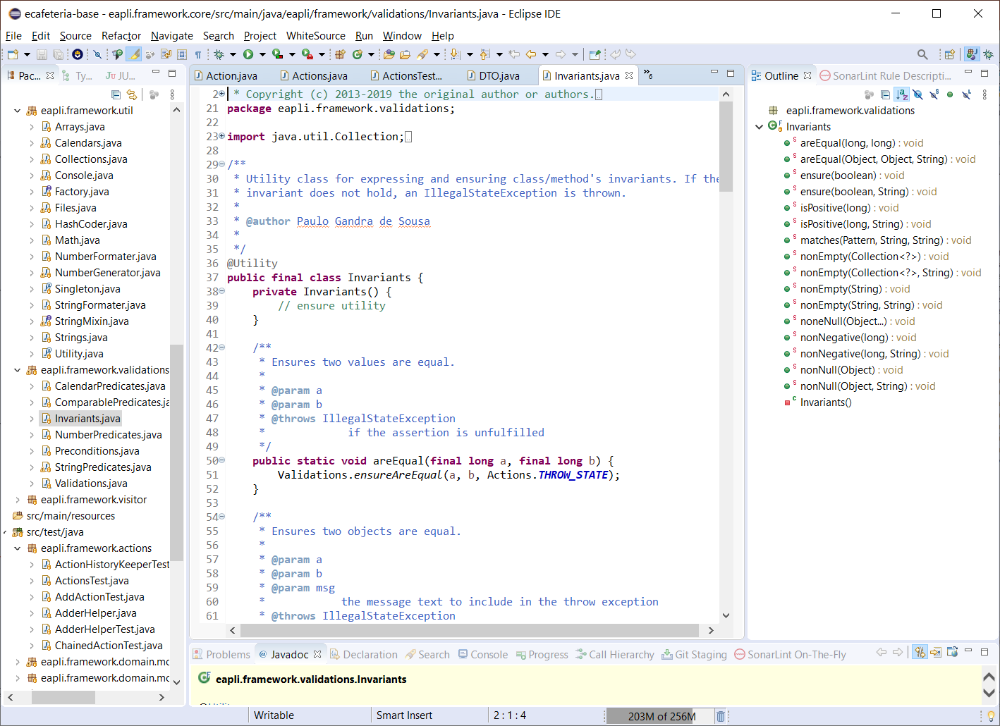 ecafeteria-base - eapli.framework.core/src/main/java/eapli/framework/validations/Invariants.java - Eclipse IDE
File Edit Source Refactor Navigate Search Project WhiteSource Run Window Help
Pac... Ty... JU JU...
eapli.framework.util
Arrays.java
Calendars.java
Collections.java
Console.java
Factory.java
Files.java
HashCoder.java
Math.java
NumberFormater.java
NumberGenerator.java
Singleton.java
StringFormater.java
StringMixin.java
Strings.java
Utility.java
eapli.framework.validations
CalendarPredicates.java
ComparablePredicates.ja
Invariants.java
NumberPredicates.java
Preconditions.java
StringPredicates.java
Validations.java
eapli.framework.visitor
src/main/resources
src/test/java
eapli.framework.actions
ActionHistoryKeeperTest
ActionsTest.java
AddActionTest.java
AdderHelper.java
AdderHelperTest.java
ChainedActionTest.java
eapli.framework.domain.mc
eapli.framework.domain.mc
Action.java Actions.java ActionsTest... DTO.java Invariants.java »6
2 * Copyright (c) 2013-2019 the original author or authors.
21 package eapli.framework.validations;
22
23 import java.util.Collection;
28
29 /**
30 * Utility class for expressing and ensuring class/method's invariants. If the
31 * invariant does not hold, an IllegalStateException is thrown.
32 *
33 * @author Paulo Gandra de Sousa
34 *
35 */
36 @Utility
37 public final class Invariants {
38 private Invariants() {
39 // ensure utility
40 }
41
42 /**
43 * Ensures two values are equal.
44 *
45 * @param a
46 * @param b
47 * @throws IllegalStateException
48 * if the assertion is unfulfilled
49 */
50 public static void areEqual(final long a, final long b) {
51 Validations.ensureAreEqual(a, b, Actions.THROW_STATE);
52 }
53
54 /**
55 * Ensures two objects are equal.
56 *
57 * @param a
58 * @param b
59 * @param msg
60 * the message text to include in the throw exception
61 * @throws IllegalStateException
Outline SonarLint Rule Descripti...
eapli.framework.validations
Invariants
areEqual(long, long) : void
areEqual(Object, Object, String) : void
ensure(boolean) : void
ensure(boolean, String) : void
isPositive(long) : void
isPositive(long, String) : void
matches(Pattern, String, String) : void
nonEmpty(Collection<?>) : void
nonEmpty(Collection<?>, String) : void
nonEmpty(String) : void
nonEmpty(String, String) : void
noneNull(Object...) : void
nonNegative(long) : void
nonNegative(long, String) : void
nonNull(Object) : void
nonNull(Object, String) : void
Invariants()
Problems @ Javadoc Declaration Search Console Progress Call Hierarchy Git Staging SonarLint On-The-Fly
eapli.framework.validations.Invariants
Writable Smart Insert 2 : 1 : 4 203M of 256M